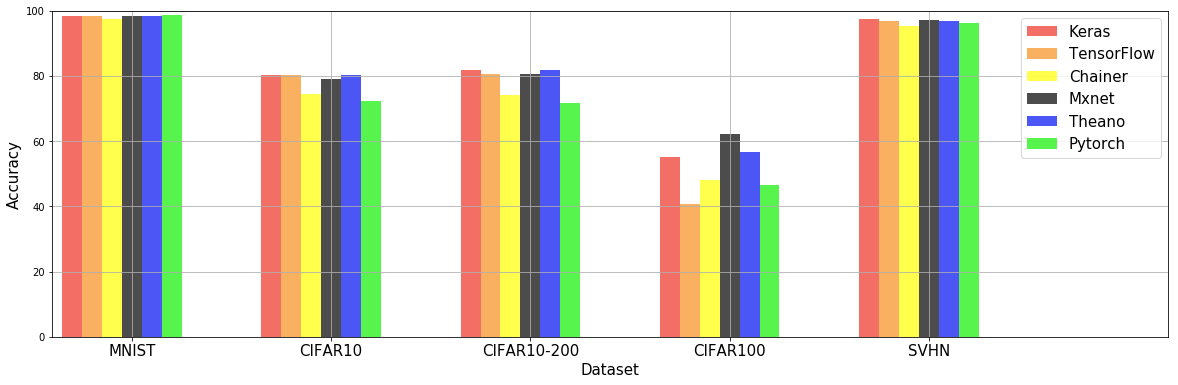 100
80
60
40
20
0
Accuracy
MNIST
CIFAR10
CIFAR10-200
CIFAR100
SVHN
Dataset
Keras
TensorFlow
Chainer
Mxnet
Theano
Pytorch